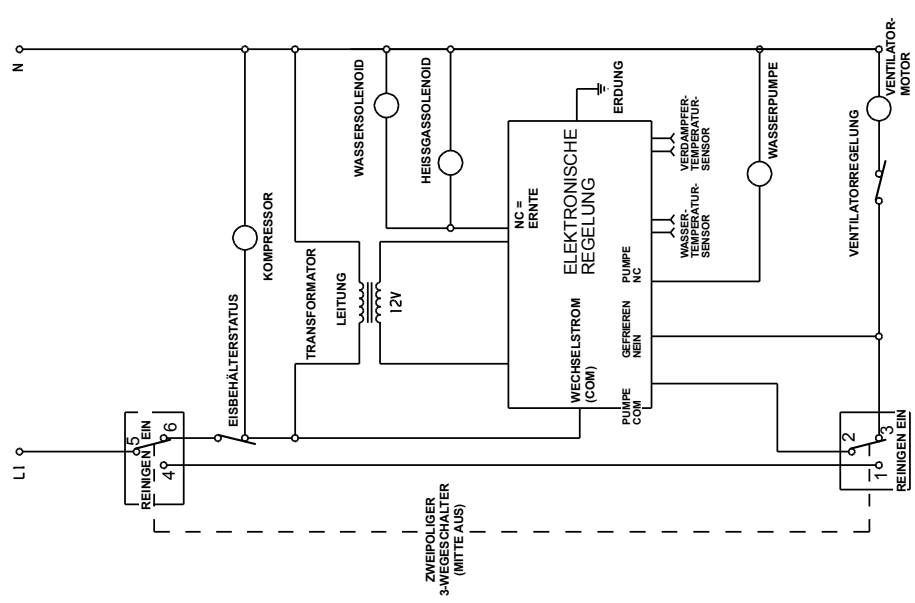 N
L1
REINIGEN EIN
5
6
4
EISBEHÄLTERSTATUS
KOMPRESSOR
TRANSFORMATOR
LEITUNG
12V
WASSERSOLENOID
HEISSGASSOLENOID
NC =
ERNTE
ELEKTRONISCHE
REGELUNG
WECHSELSTROM
(COM)
ERDUNG
VERDAMPFER-
TEMPERATUR-
SENSOR
WASSER-
TEMPERATUR-
SENSOR
PUMPE
NC
GEFRIEREN
NEIN
PUMPE
COM
WASSERPUMPE
VENTILATOR-
MOTOR
VENTILATORREGELUNG
2
3
1
REINIGEN EIN
ZWEIPOLIGER
3-WEGESCHALTER
(MITTE AUS)